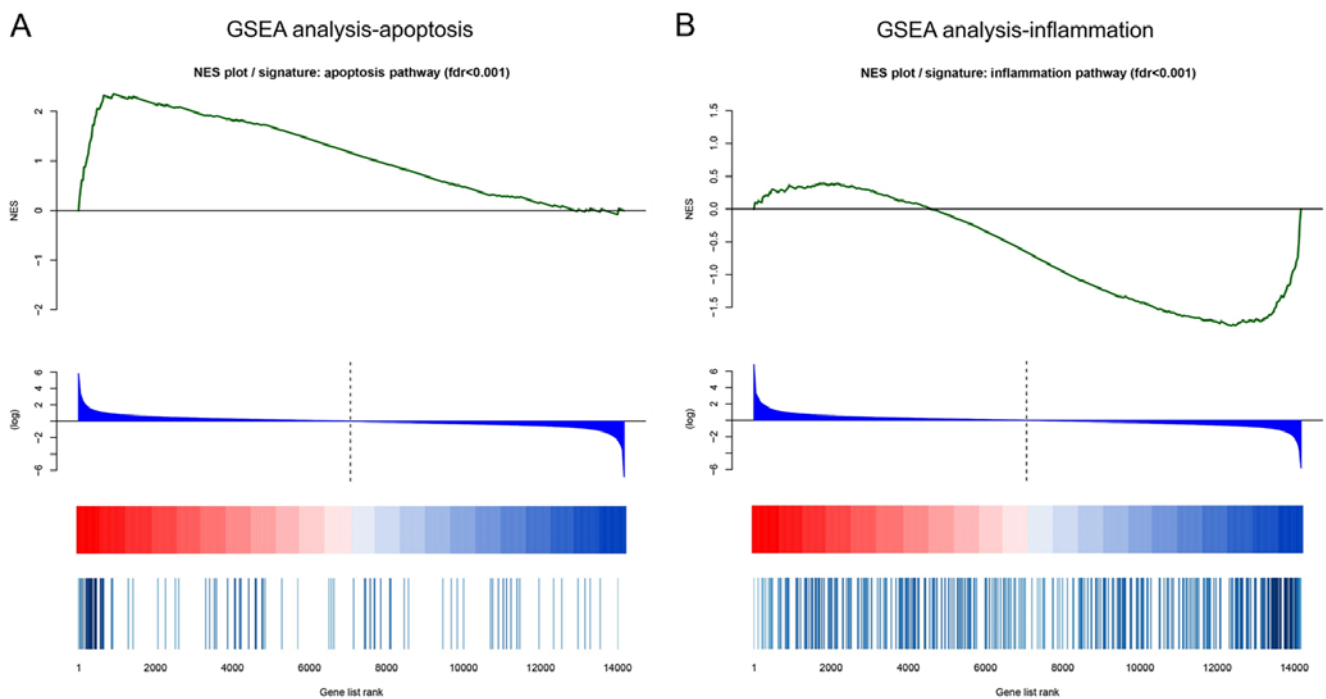 A
GSEA analysis-apoptosis
NES plot / signature: apoptosis pathway (fdr<0.001)
NES
2
1
0
−1
−2
(log)
6
4
2
−2
−6
1 2000 4000 6000 8000 10000 12000 14000
Gene list rank
B
GSEA analysis-inflammation
NES plot / signature: inflammation pathway (fdr<0.001)
NES
1.5
1.0
0.5
0.0
−0.5
−1.0
−1.5
(log)
6
4
2
−2
−6
1 2000 4000 6000 8000 10000 12000 14000
Gene list rank